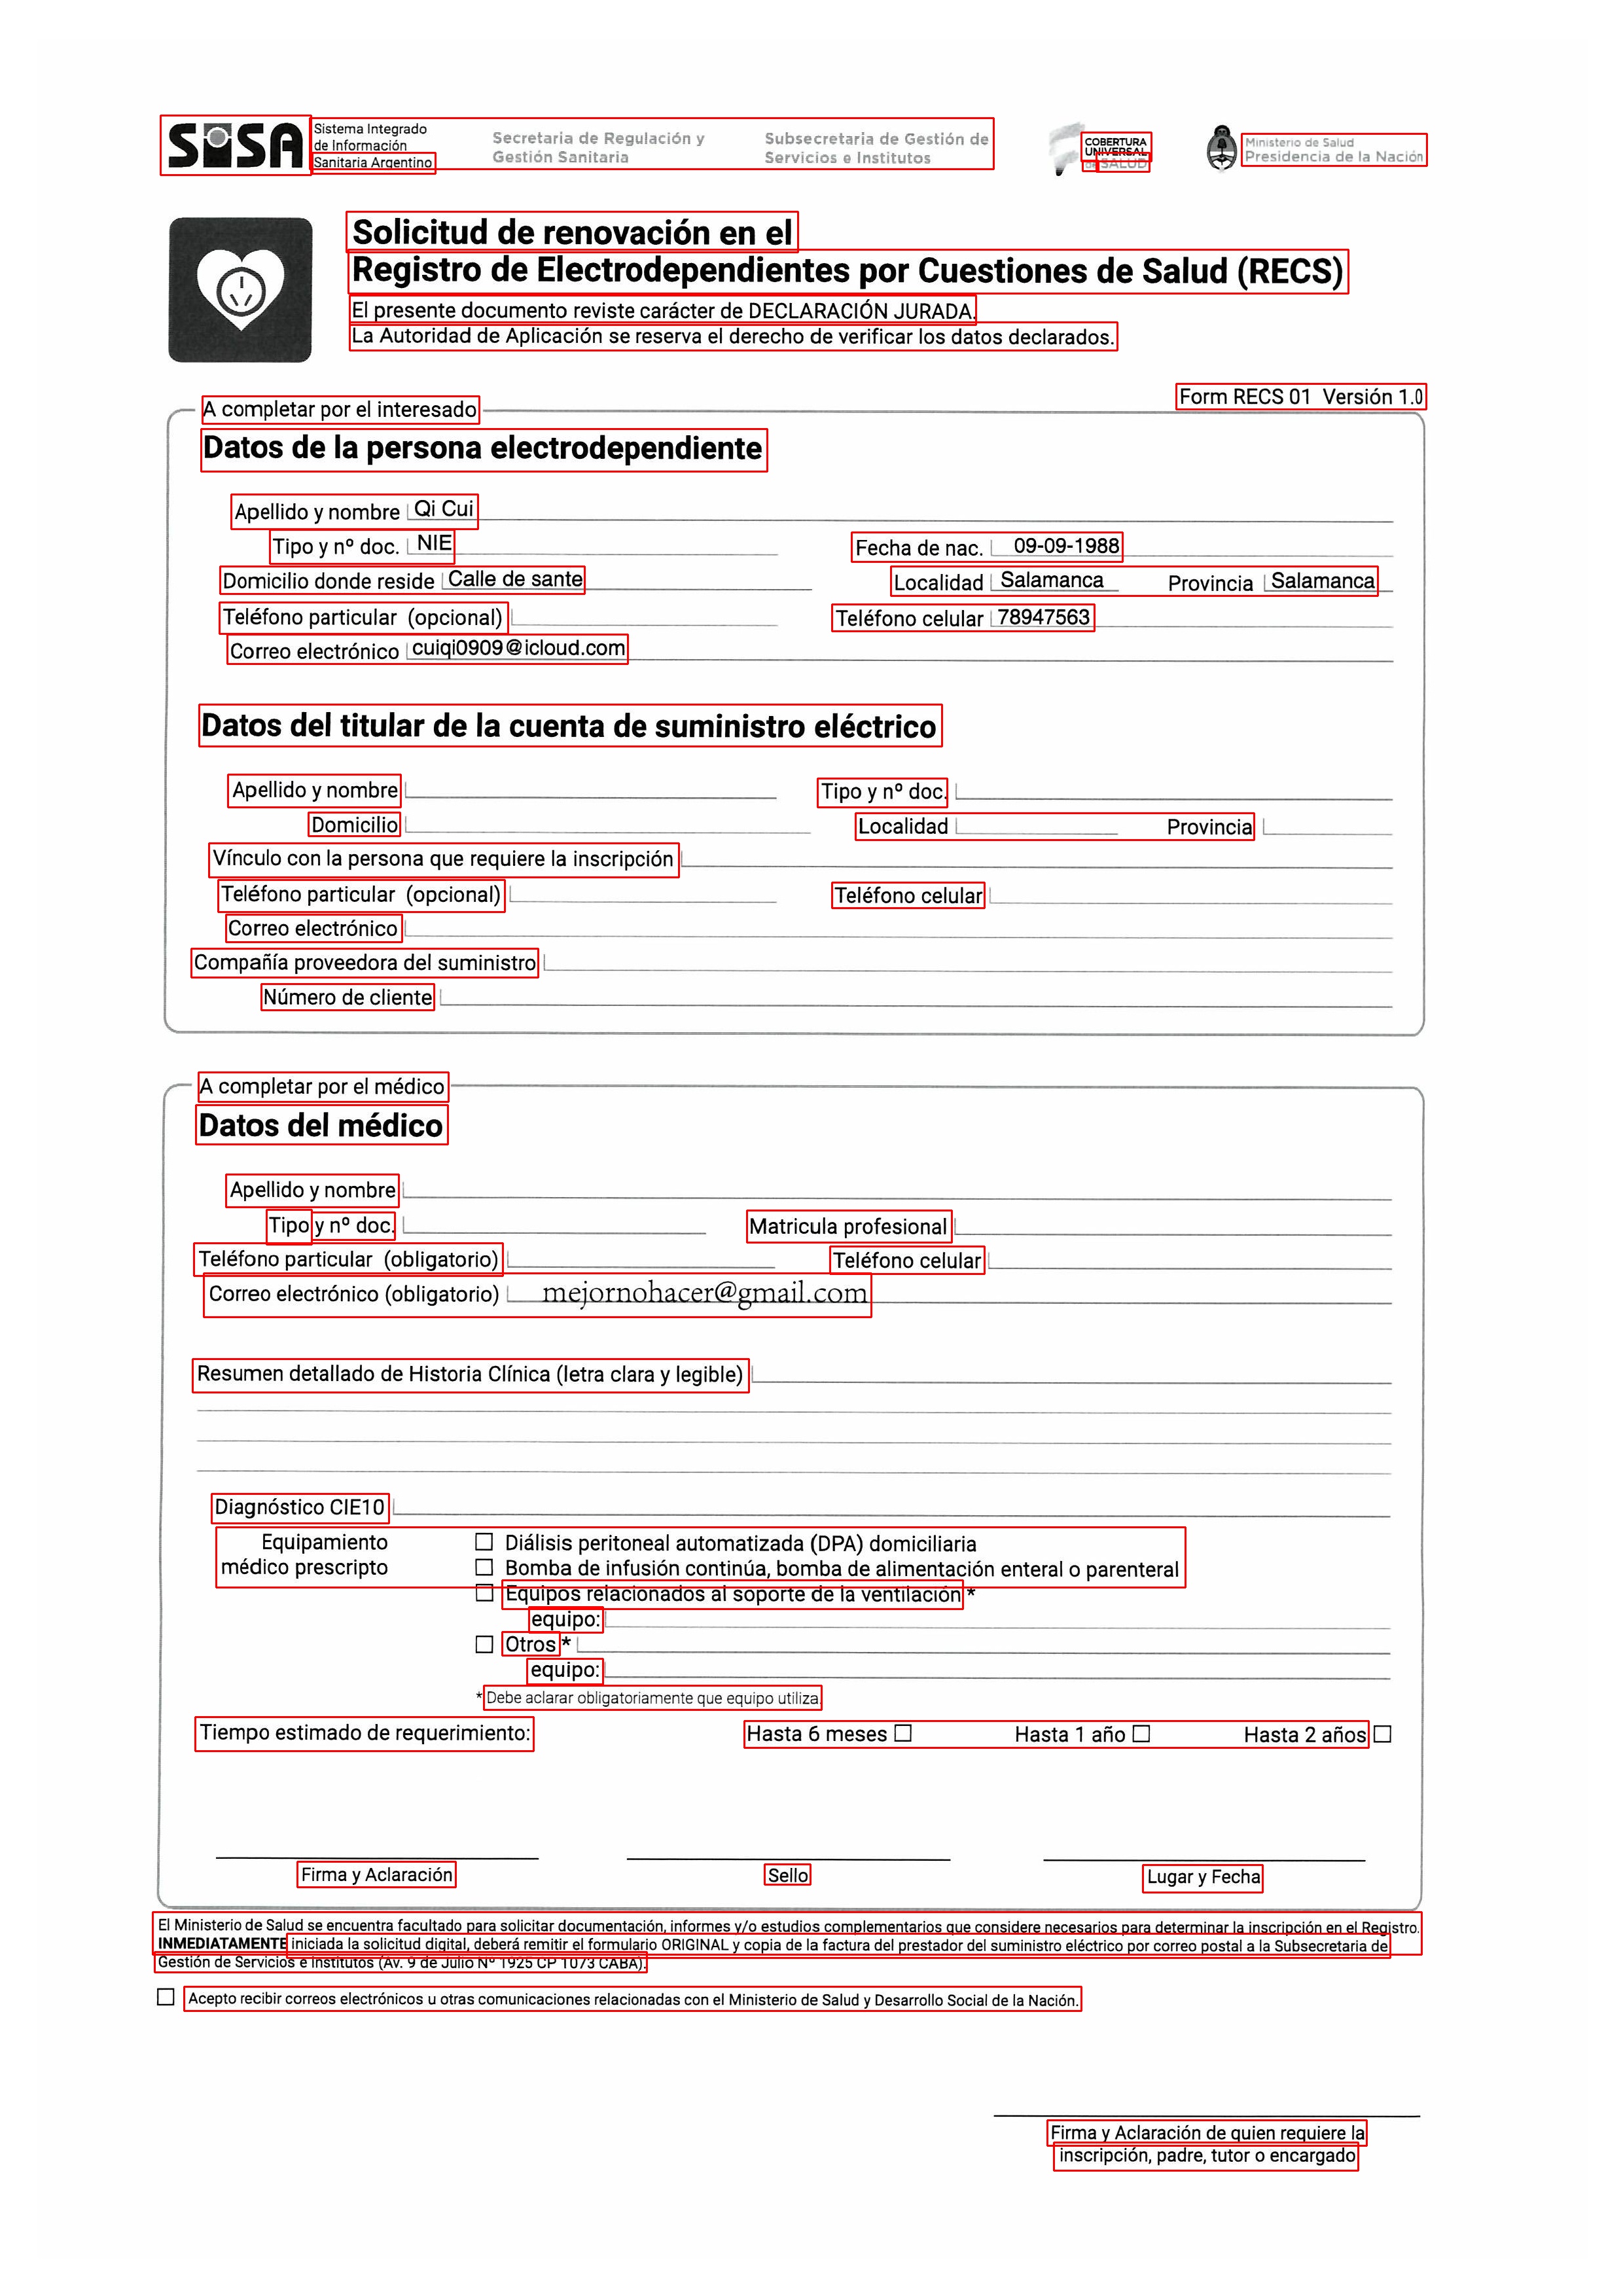 SISA Sistema Integrado
de Información
Sanitaria Argentino
Secretaria de Regulación y
Gestión Sanitaria
Subsecretaria de Gestión de
Servicios e Institutos
COBERTURA
UNIVERSAL
DE SALUD
Ministerio de Salud
Presidencia de la Nación
Solicitud de renovación en el
Registro de Electrodependientes por Cuestiones de Salud (RECS)
El presente documento reviste carácter de DECLARACIÓN JURADA.
La Autoridad de Aplicación se reserva el derecho de verificar los datos declarados.
Form RECS 01 Versión 1.0
A completar por el interesado
Datos de la persona electrodependiente
Apellido y nombre Qi Cui
Tipo y nº doc. NIE Fecha de nac. 09-09-1988
Domicilio donde reside Calle de sante Localidad Salamanca Provincia Salamanca
Teléfono particular (opcional) Teléfono celular 78947563
Correo electrónico cuiqi0909@icloud.com
Datos del titular de la cuenta de suministro eléctrico
Apellido y nombre Tipo y nº doc.
Domicilio Localidad Provincia
Vínculo con la persona que requiere la inscripción
Teléfono particular (opcional) Teléfono celular
Correo electrónico
Compañía proveedora del suministro
Número de cliente
A completar por el médico
Datos del médico
Apellido y nombre
Tipo y nº doc. Matricula profesional
Teléfono particular (obligatorio) Teléfono celular
Correo electrónico (obligatorio) mejornohacer@gmail.com
Resumen detallado de Historia Clínica (letra clara y legible)
Diagnóstico CIE10
Equipamiento
médico prescripto
☐ Diálisis peritoneal automatizada (DPA) domiciliaria
☐ Bomba de infusión continúa, bomba de alimentación enteral o parenteral
☐ Equipos relacionados al soporte de la ventilación *
equipo:
☐ Otros *
equipo:
* Debe aclarar obligatoriamente que equipo utiliza.
Tiempo estimado de requerimiento: Hasta 6 meses ☐ Hasta 1 año ☐ Hasta 2 años ☐
Firma y Aclaración Sello Lugar y Fecha
El Ministerio de Salud se encuentra facultado para solicitar documentación, informes y/o estudios complementarios que considere necesarios para determinar la inscripción en el Registro.
INMEDIATAMENTE iniciada la solicitud digital, deberá remitir el formulario ORIGINAL y copia de la factura del prestador del suministro eléctrico por correo postal a la Subsecretaria de
Gestión de Servicios e Institutos (Av. 9 de Julio Nº 1925 CP 1073 CABA).
☐ Acepto recibir correos electrónicos u otras comunicaciones relacionadas con el Ministerio de Salud y Desarrollo Social de la Nación.
Firma y Aclaración de quien requiere la
inscripción, padre, tutor o encargado